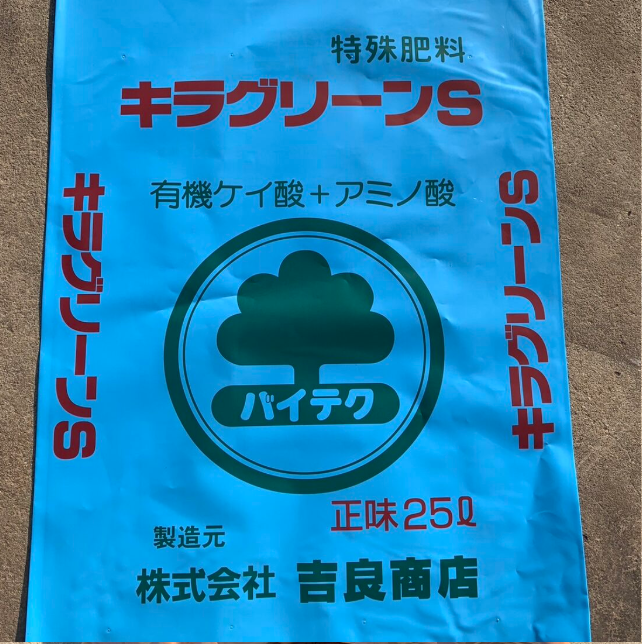 特殊肥料
キラグリーンS
有機ケイ酸+アミノ酸
キラグリーンS
キラグリーンS
バイテク
正味25ℓ
製造元
株式会社 吉良商店